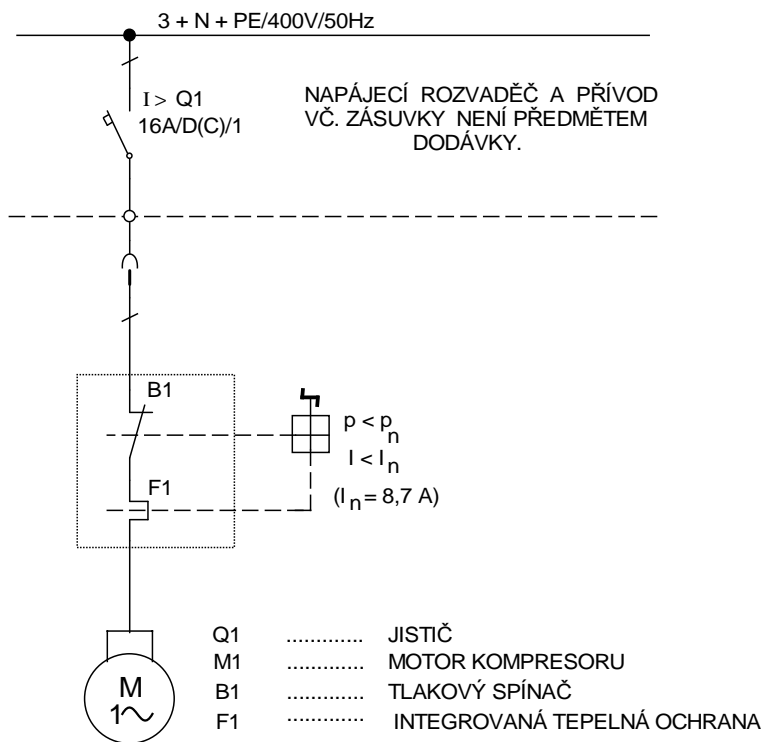 3 + N + PE/400V/50Hz
I > Q1
16A/D(C)/1
NAPÁJECÍ ROZVADĚČ A PŘÍVOD
VČ. ZÁSUVKY NENÍ PŘEDMĚTEM
DODÁVKY.
B1
p < pn
I < In
(In = 8,7 A)
F1
M
1~
Q1 ............. JISTIČ
M1 ............. MOTOR KOMPRESORU
B1 ............. TLAKOVÝ SPÍNAČ
F1 ............. INTEGROVANÁ TEPELNÁ OCHRANA